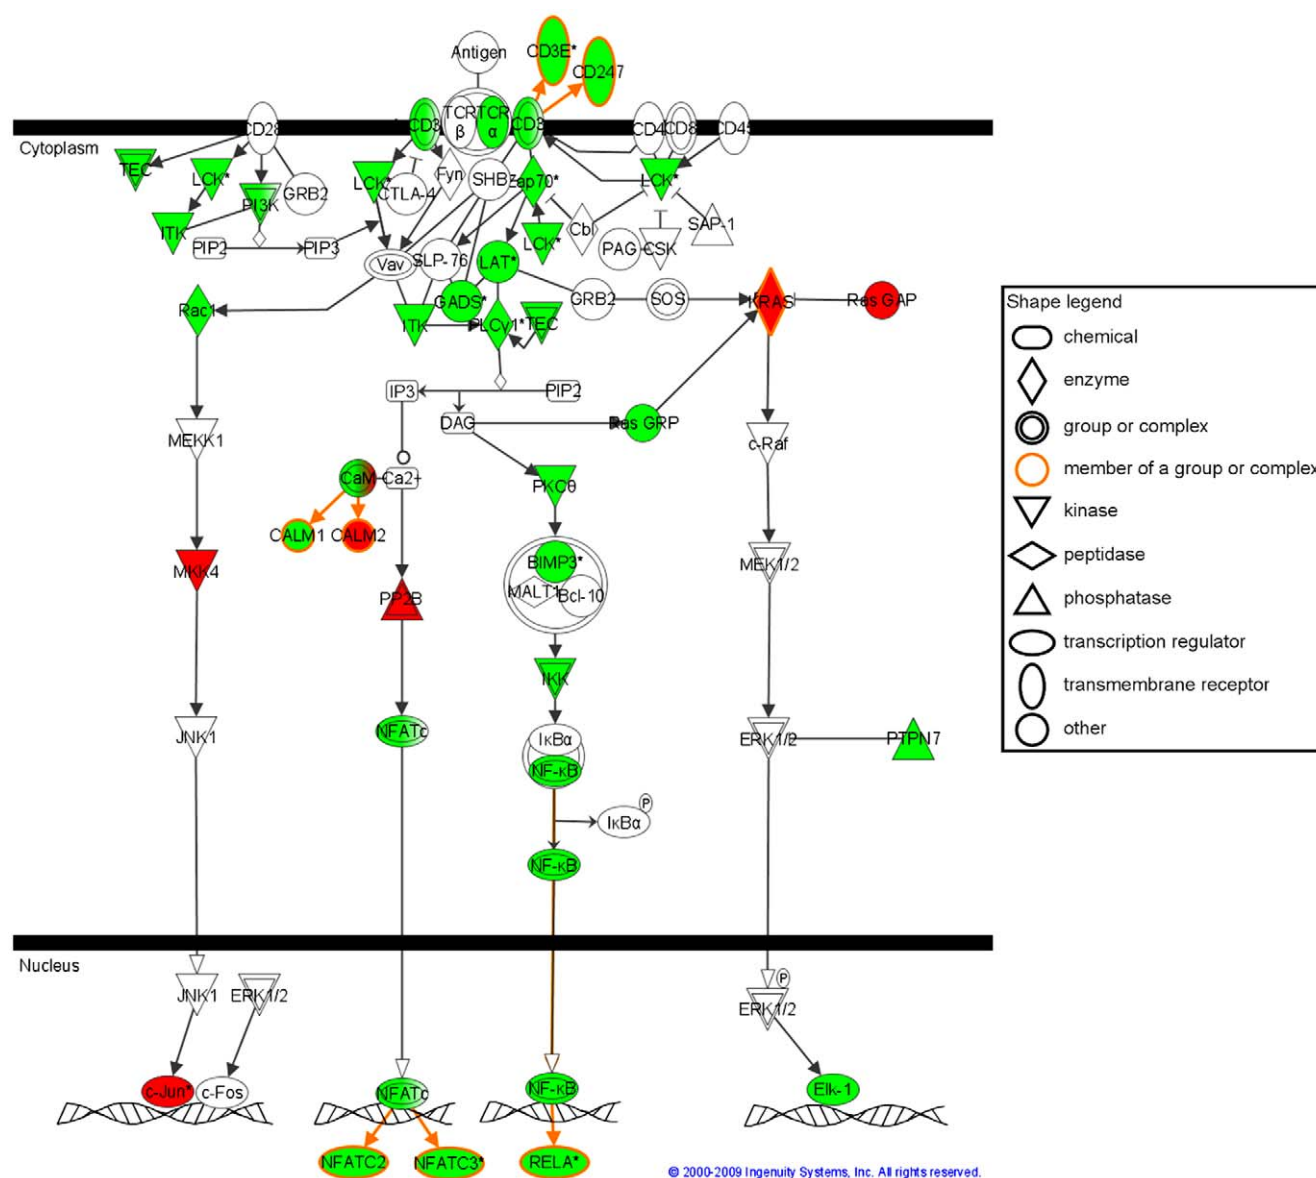 Antigen
CD3E*
CD247
CD28
CD3
TCR
β
TCR
α
CD3
CD4
CD8
CD45
Cytoplasm
TEC
LCK*
PI3K
GRB2
ITK
LCK*
CTLA-4
Fyn
SHB
Zap70*
LCK*
Cbl
LCK*
SAP-1
PAG
CSK
PIP2
PIP3
Vav
SLP-76
LAT*
Rac1
ITK
GADS*
PLCγ1*
TEC
GRB2
SOS
KRAS
Ras GAP
IP3
PIP2
DAG
Ras GRP
MEKK1
c-Raf
CaM
Ca2+
PKCθ
CALM1
CALM2
MKK4
PP2B
BIMP3*
MALT1
Bcl-10
MEK1/2
IKK
JNK1
NFATc
IκBα
NF-κB
ERK1/2
PTPN7
P
IκBα
NF-κB
Nucleus
JNK1
ERK1/2
P
ERK1/2
c-Jun*
c-Fos
NFATc
NF-κB
Elk-1
NFATC2
NFATC3*
RELA*
Shape legend
chemical
enzyme
group or complex
member of a group or complex
kinase
peptidase
phosphatase
transcription regulator
transmembrane receptor
other
© 2000-2009 Ingenuity Systems, Inc. All rights reserved.